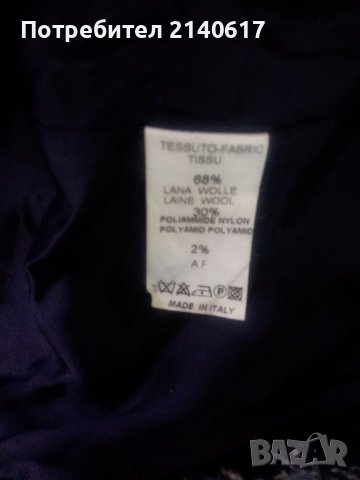 Потребител 2140617
TESSUTO-FABRIC
TISSU
68%
LANA WOLLE
LAINE WOOL
30%
POLIAMMIDE NYLON
POLYAMID POLYAMID
2%
A F
P
MADE IN ITALY
BAZAR